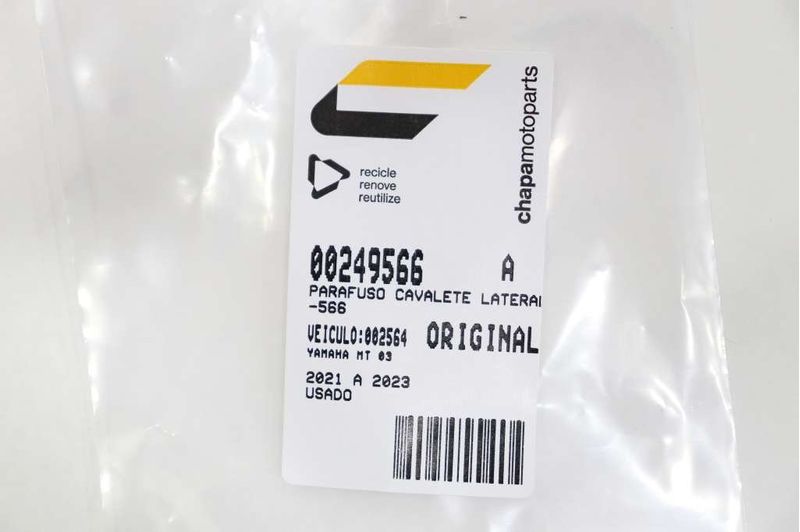 chapamotoparts
recicle
renove
reutilize
00249566 A
PARAFUSO CAVALETE LATERAL
-566
VEICULO:002564 ORIGINAL
YAMAHA MT 03
2021 A 2023
USADO